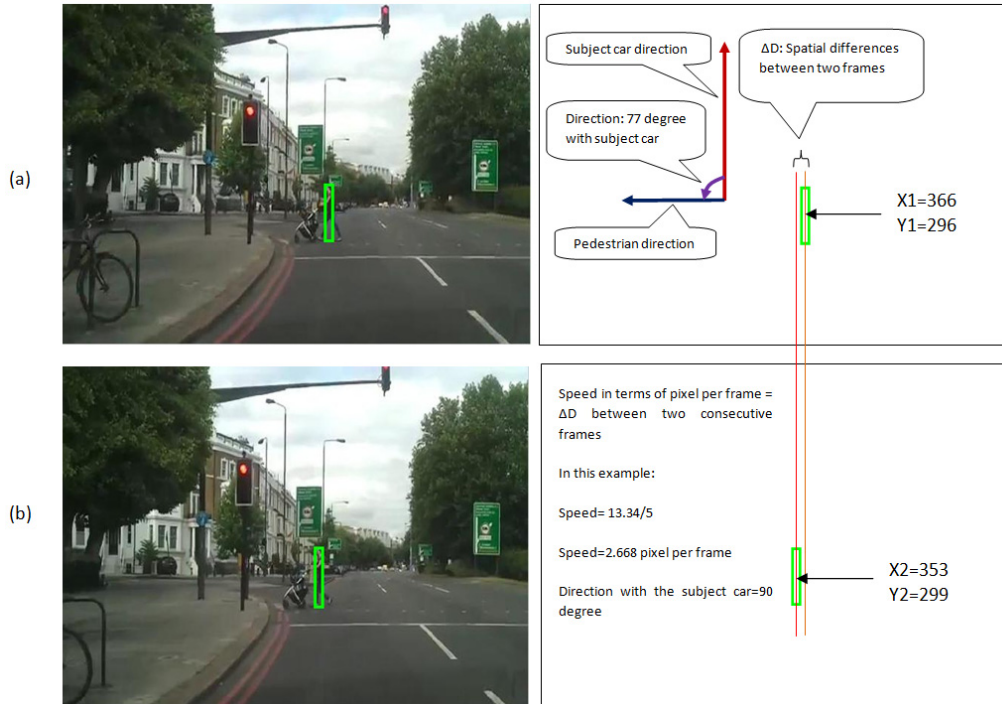 (a)
Subject car direction
ΔD: Spatial differences
between two frames
Direction: 77 degree
with subject car
Pedestrian direction
X1=366
Y1=296
(b)
Speed in terms of pixel per frame =
ΔD between two consecutive
frames
In this example:
Speed= 13.34/5
Speed=2.668 pixel per frame
Direction with the subject car=90
degree
X2=353
Y2=299